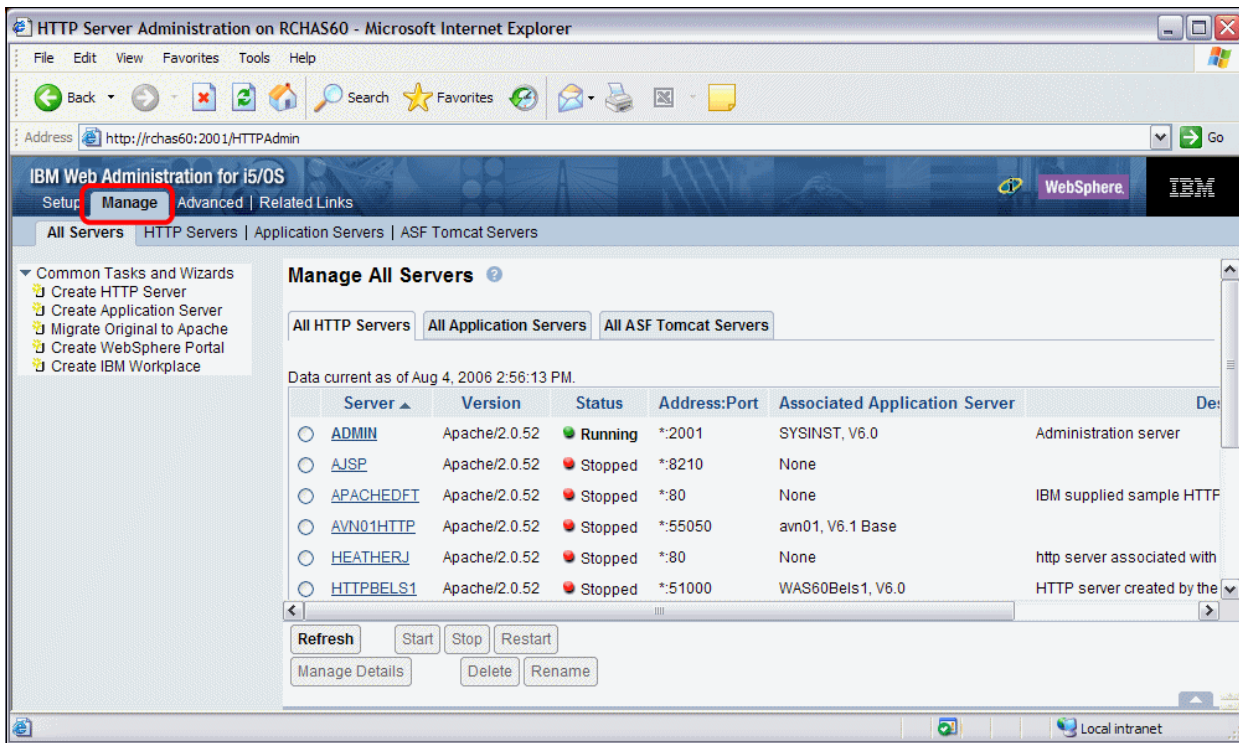 HTTP Server Administration on RCHAS60 - Microsoft Internet Explorer
File Edit View Favorites Tools Help
Back Search Favorites
Address http://rchas60:2001/HTTPAdmin Go
IBM Web Administration for i5/OS
WebSphere. IBM
Setup Manage Advanced | Related Links
All Servers HTTP Servers | Application Servers | ASF Tomcat Servers
Common Tasks and Wizards
Create HTTP Server
Create Application Server
Migrate Original to Apache
Create WebSphere Portal
Create IBM Workplace
Manage All Servers ?
All HTTP Servers All Application Servers All ASF Tomcat Servers
Data current as of Aug 4, 2006 2:56:13 PM.
Server Version Status Address:Port Associated Application Server Des
ADMIN Apache/2.0.52 Running *:2001 SYSINST, V6.0 Administration server
AJSP Apache/2.0.52 Stopped *:8210 None
APACHEDFT Apache/2.0.52 Stopped *:80 None IBM supplied sample HTTP
AVN01HTTP Apache/2.0.52 Stopped *:55050 avn01, V6.1 Base
HEATHERJ Apache/2.0.52 Stopped *:80 None http server associated with
HTTPBELS1 Apache/2.0.52 Stopped *:51000 WAS60Bels1, V6.0 HTTP server created by the
Refresh Start Stop Restart
Manage Details Delete Rename
Local intranet